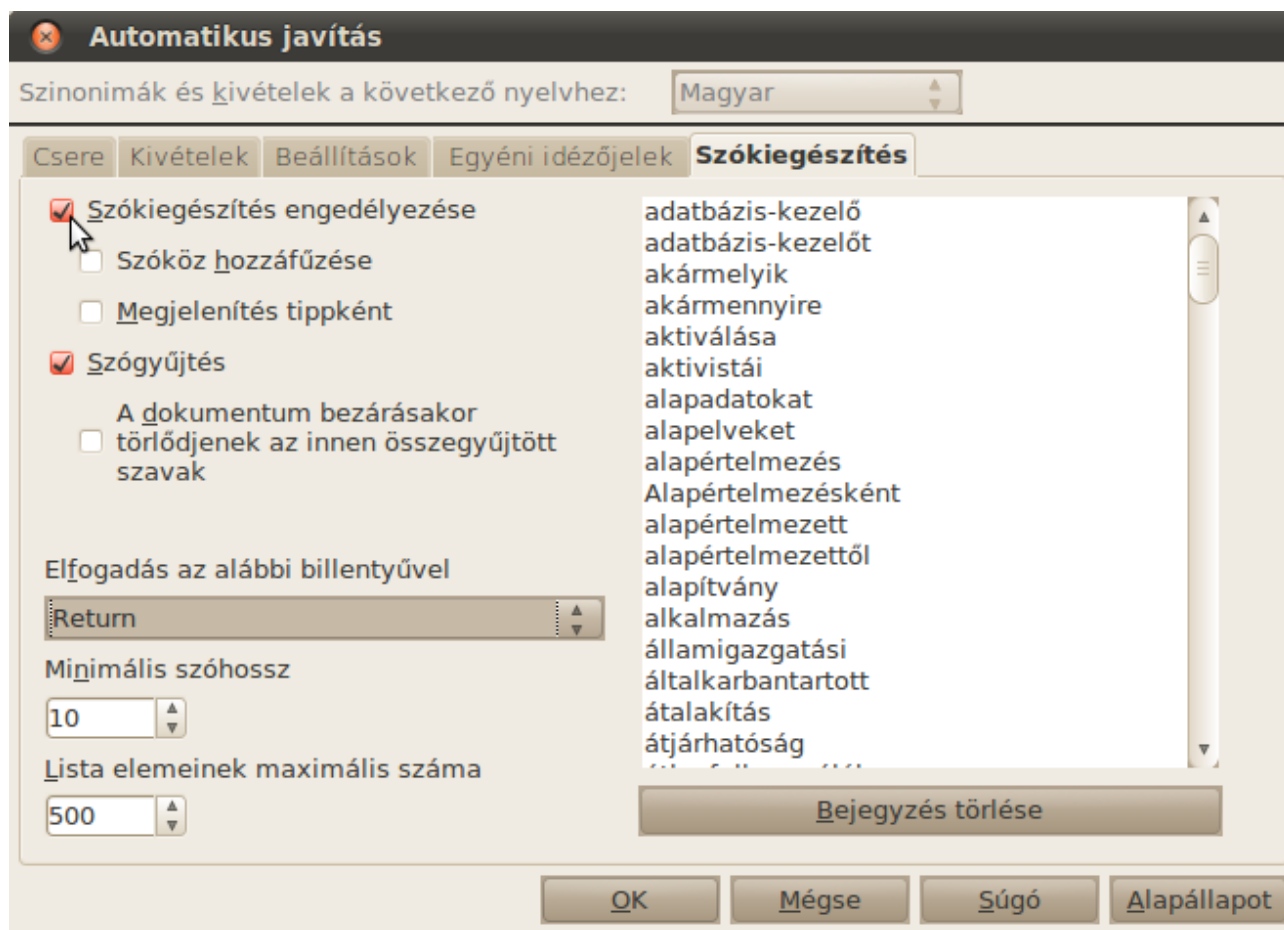 Automatikus javítás
Szinonimák és kivételek a következő nyelvhez: Magyar
Csere Kivételek Beállítások Egyéni idézőjelek Szókiegészítés
Szókiegészítés engedélyezése
Szóköz hozzáfűzése
Megjelenítés tippként
Szógyűjtés
A dokumentum bezárásakor
törlődjenek az innen összegyűjtött
szavak
Elfogadás az alábbi billentyűvel
Return
Minimális szóhossz
10
Lista elemeinek maximális száma
500
adatbázis-kezelő
adatbázis-kezelőt
akármelyik
akármennyire
aktiválása
aktivistái
alapadatokat
alapelveket
alapértelmezés
Alapértelmezésként
alapértelmezett
alapértelmezettől
alapítvány
alkalmazás
államigazgatási
általkarbantartott
átalakítás
átjárhatóság
Bejegyzés törlése
OK Mégse Súgó Alapállapot